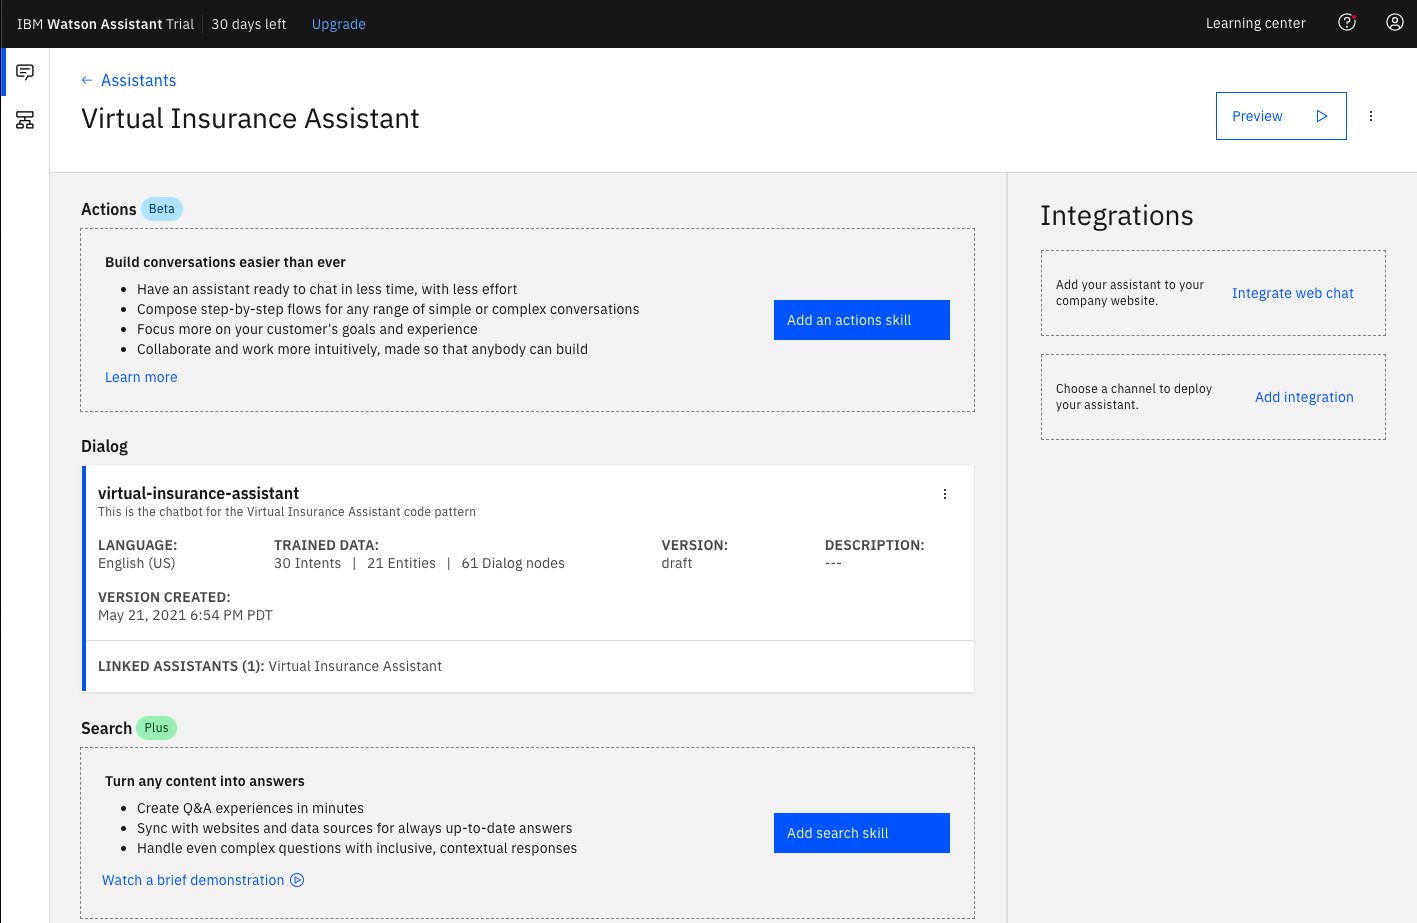 IBM Watson Assistant Trial 30 days left Upgrade Learning center
← Assistants
Virtual Insurance Assistant
Preview
Actions Beta
Build conversations easier than ever
• Have an assistant ready to chat in less time, with less effort
• Compose step-by-step flows for any range of simple or complex conversations
• Focus more on your customer's goals and experience
• Collaborate and work more intuitively, made so that anybody can build
Learn more
Add an actions skill
Dialog
virtual-insurance-assistant
This is the chatbot for the Virtual Insurance Assistant code pattern
LANGUAGE: TRAINED DATA: VERSION: DESCRIPTION:
English (US) 30 Intents | 21 Entities | 61 Dialog nodes draft ---
VERSION CREATED:
May 21, 2021 6:54 PM PDT
LINKED ASSISTANTS (1): Virtual Insurance Assistant
Search Plus
Turn any content into answers
• Create Q&A experiences in minutes
• Sync with websites and data sources for always up-to-date answers
• Handle even complex questions with inclusive, contextual responses
Watch a brief demonstration
Add search skill
Integrations
Add your assistant to your
company website.
Integrate web chat
Choose a channel to deploy
your assistant.
Add integration